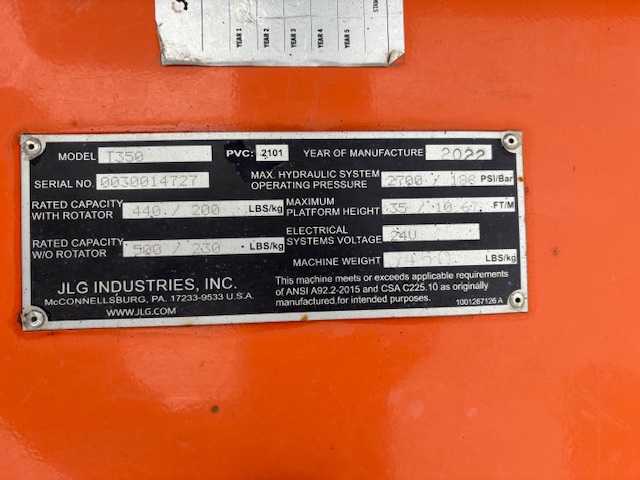 YEAR 1
YEAR 2
YEAR 3
YEAR 4
YEAR 5
MODEL T350 PVC: 2101 YEAR OF MANUFACTURE 2022
SERIAL NO. 0030014727 MAX. HYDRAULIC SYSTEM OPERATING PRESSURE 2700 / 186 PSI/Bar
RATED CAPACITY WITH ROTATOR 440 / 200 LBS/kg MAXIMUM PLATFORM HEIGHT 35 / 10.67 FT/M
RATED CAPACITY W/O ROTATOR 500 / 230 LBS/kg ELECTRICAL SYSTEMS VOLTAGE 24V
MACHINE WEIGHT LBS/kg
JLG INDUSTRIES, INC.
McCONNELLSBURG, PA. 17233-9533 U.S.A.
WWW.JLG.COM
This machine meets or exceeds applicable requirements
of ANSI A92.2-2015 and CSA C225.10 as originally
manufactured,for intended purposes.
1001267126 A